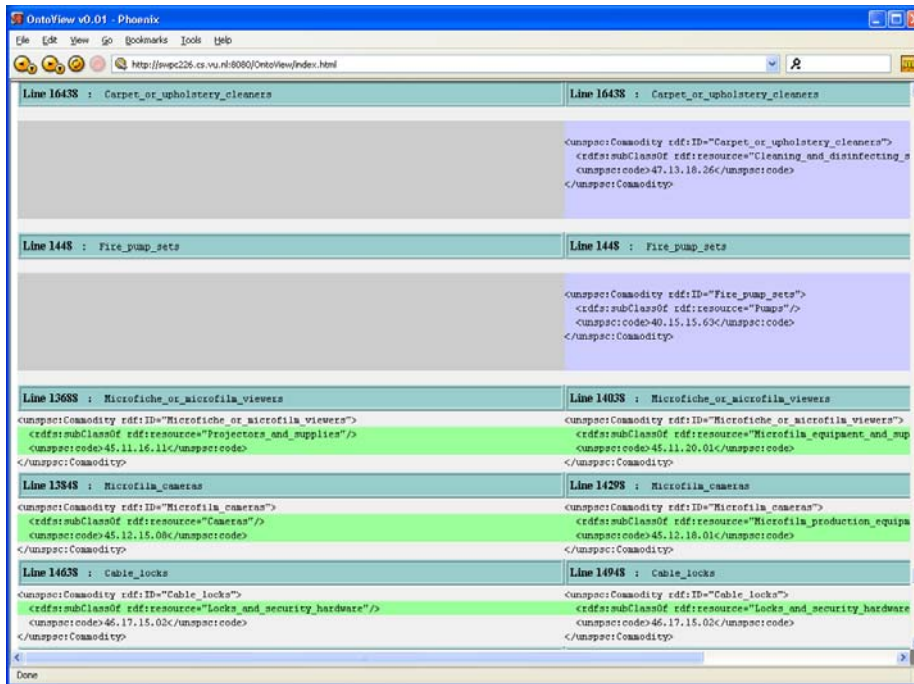 OntoView v0.01 - Phoenix
File Edit View Go Bookmarks Tools Help
http://swpc226.cs.vu.nl:8080/OntoView/index.html
Line 16438 : Carpet_or_upholstery_cleaners Line 16438 : Carpet_or_upholstery_cleaners
<unspsc:Commodity rdf:ID="Carpet_or_upholstery_cleaners">
<rdfs:subClassOf rdf:resource="Cleaning_and_disinfecting_s
<unspsc:code>47.13.18.26</unspsc:code>
</unspsc:Commodity>
Line 1448 : Fire_pump_sets Line 1448 : Fire_pump_sets
<unspsc:Commodity rdf:ID="Fire_pump_sets">
<rdfs:subClassOf rdf:resource="Pumps"/>
<unspsc:code>40.15.15.63</unspsc:code>
</unspsc:Commodity>
Line 13688 : Microfiche_or_microfilm_viewers Line 14038 : Microfiche_or_microfilm_viewers
<unspsc:Commodity rdf:ID="Microfiche_or_microfilm_viewers"> <unspsc:Commodity rdf:ID="Microfiche_or_microfilm_viewers">
<rdfs:subClassOf rdf:resource="Projectors_and_supplies"/> <rdfs:subClassOf rdf:resource="Microfilm_equipment_and_sup
<unspsc:code>45.11.16.11</unspsc:code> <unspsc:code>45.11.20.01</unspsc:code>
</unspsc:Commodity> </unspsc:Commodity>
Line 13848 : Microfilm_cameras Line 14298 : Microfilm_cameras
<unspsc:Commodity rdf:ID="Microfilm_cameras"> <unspsc:Commodity rdf:ID="Microfilm_cameras">
<rdfs:subClassOf rdf:resource="Cameras"/> <rdfs:subClassOf rdf:resource="Microfilm_production_equipm
<unspsc:code>45.12.15.08</unspsc:code> <unspsc:code>45.12.18.01</unspsc:code>
</unspsc:Commodity> </unspsc:Commodity>
Line 14638 : Cable_locks Line 14948 : Cable_locks
<unspsc:Commodity rdf:ID="Cable_locks"> <unspsc:Commodity rdf:ID="Cable_locks">
<rdfs:subClassOf rdf:resource="Locks_and_security_hardware"/> <rdfs:subClassOf rdf:resource="Locks_and_security_hardware
<unspsc:code>46.17.15.02</unspsc:code> <unspsc:code>46.17.15.02</unspsc:code>
</unspsc:Commodity> </unspsc:Commodity>
Done